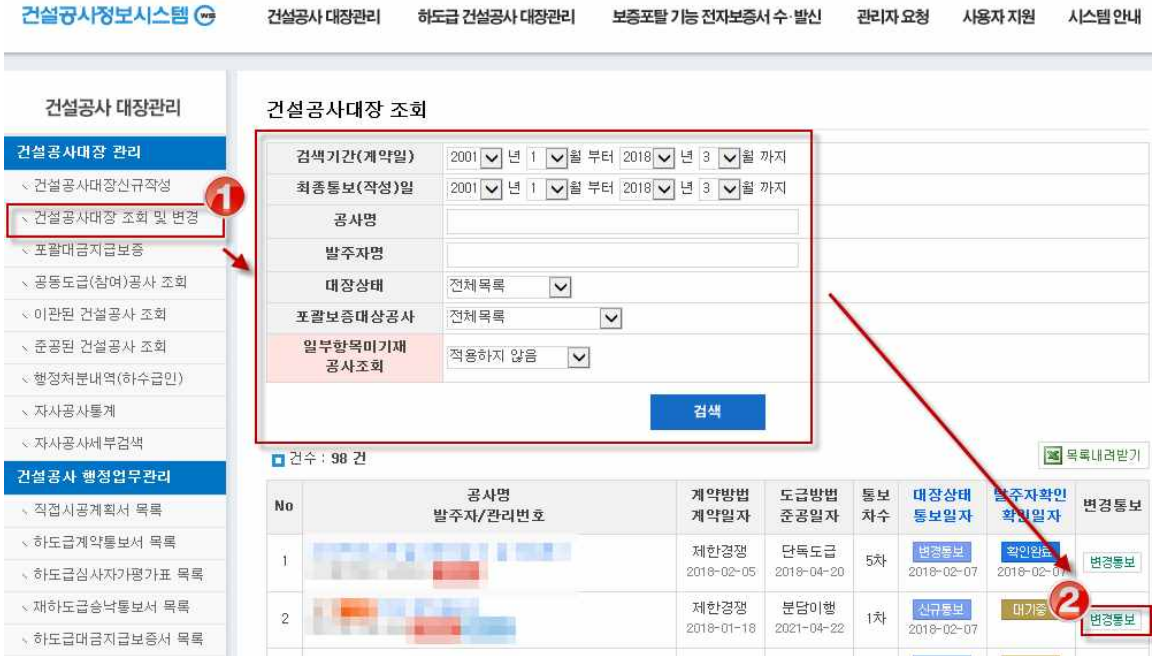 건설공사정보시스템 CWS
건설공사 대장관리 하도급 건설공사 대장관리 보증포탈 기능 전자보증서 수·발신 관리자 요청 사용자 지원 시스템 안내
건설공사 대장관리
건설공사대장 관리
건설공사대장신규작성
건설공사대장 조회 및 변경
포괄대금지급보증
공동도급(참여)공사 조회
이관된 건설공사 조회
준공된 건설공사 조회
행정처분내역(하수급인)
자사공사통계
자사공사세부검색
건설공사 행정업무관리
직접시공계획서 목록
하도급계약통보서 목록
하도급심사자가평가표 목록
재하도급승낙통보서 목록
하도급대금지급보증서 목록
1
건설공사대장 조회
검색기간(계약일) 2001 년 1 월 부터 2018 년 3 월 까지
최종통보(작성)일 2001 년 1 월 부터 2018 년 3 월 까지
공사명
발주자명
대장상태 전체목록
포괄보증대상공사 전체목록
일부항목미기재
공사조회 적용하지 않음
검색
건수 : 98 건 목록내려받기
No 공사명 계약방법 도급방법 통보 대장상태 발주자확인 변경통보
발주자/관리번호 계약일자 준공일자 차수 통보일자 확인일자
1 제한경쟁 단독도급 5차 변경통보 확인완료 변경통보
2018-02-05 2018-04-20 2018-02-07 2018-02-07
2
2 제한경쟁 분담이행 1차 신규통보 대기중 변경통보
2018-01-18 2021-04-22 2018-02-07